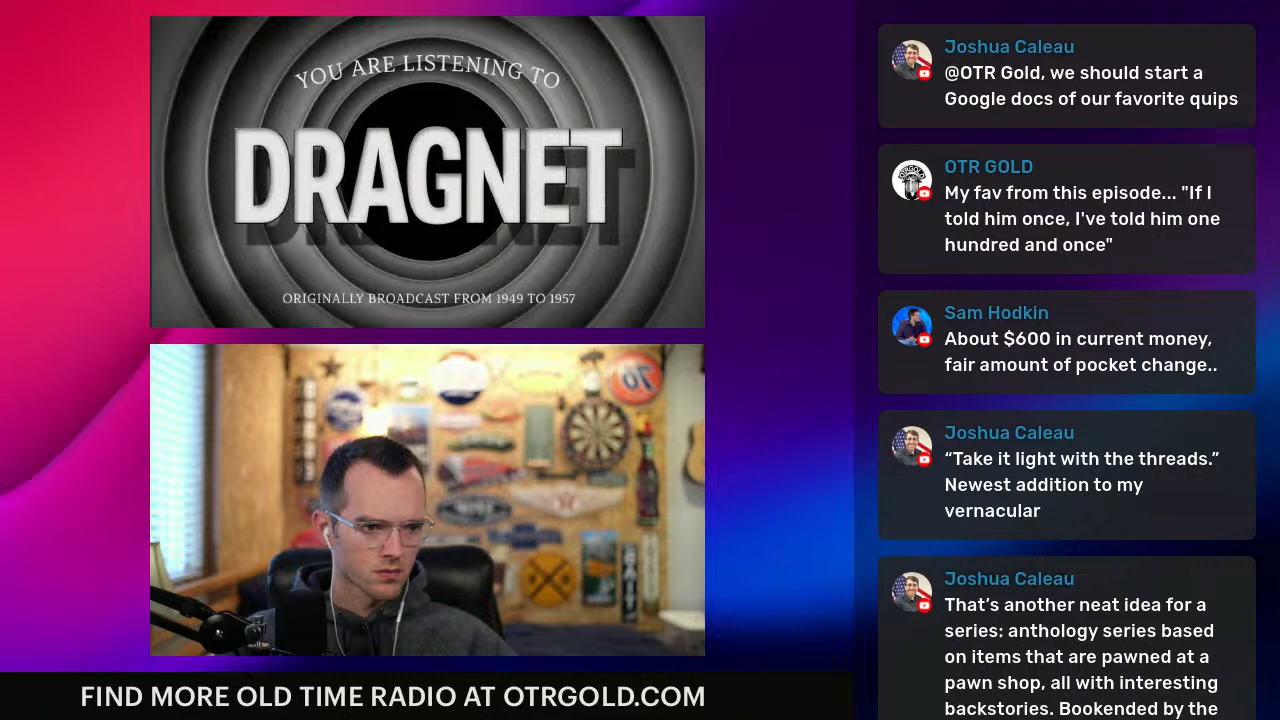 YOU ARE LISTENING TO
DRAGNET
ORIGINALLY BROADCAST FROM 1949 TO 1957
FIND MORE OLD TIME RADIO AT OTRGOLD.COM
Joshua Caleau
@OTR Gold, we should start a
Google docs of our favorite quips
OTR GOLD
My fav from this episode... "If I
told him once, I've told him one
hundred and once"
Sam Hodkin
About $600 in current money,
fair amount of pocket change..
Joshua Caleau
“Take it light with the threads.”
Newest addition to my
vernacular
Joshua Caleau
That’s another neat idea for a
series: anthology series based
on items that are pawned at a
pawn shop, all with interesting
backstories. Bookended by the